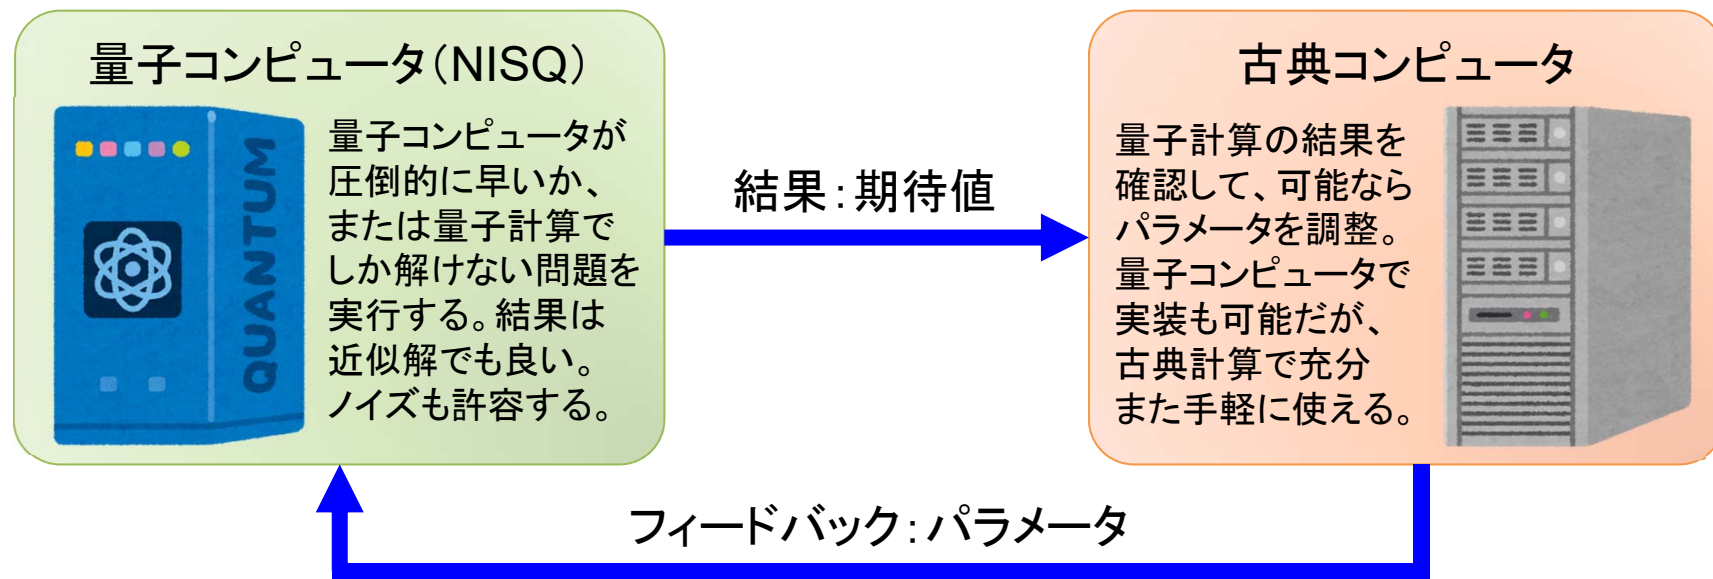 量子コンピュータ（NISQ）
QUANTUM
量子コンピュータが
圧倒的に早いか、
または量子計算で
しか解けない問題を
実行する。結果は
近似解でも良い。
ノイズも許容する。
結果：期待値
古典コンピュータ
量子計算の結果を
確認して、可能なら
パラメータを調整。
量子コンピュータで
実装も可能だが、
古典計算で充分
また手軽に使える。
フィードバック：パラメータ